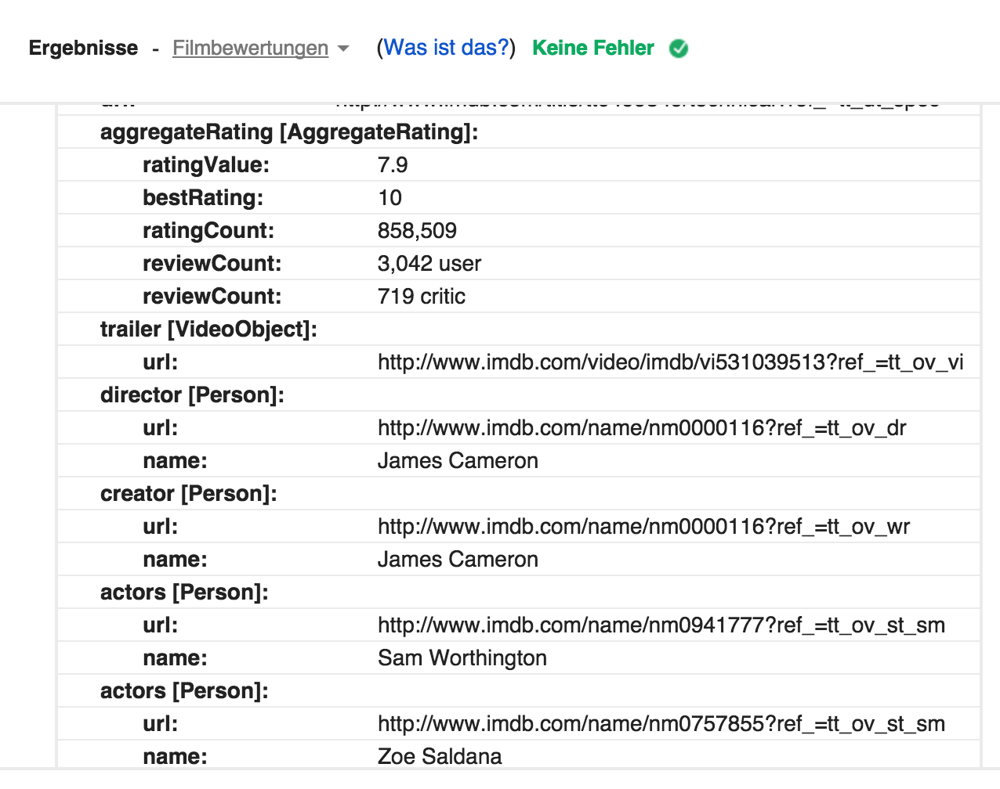 Ergebnisse - Filmbewertungen (Was ist das?) Keine Fehler
aggregateRating [AggregateRating]:
ratingValue: 7.9
bestRating: 10
ratingCount: 858,509
reviewCount: 3,042 user
reviewCount: 719 critic
trailer [VideoObject]:
url: http://www.imdb.com/video/imdb/vi531039513?ref_=tt_ov_vi
director [Person]:
url: http://www.imdb.com/name/nm0000116?ref_=tt_ov_dr
name: James Cameron
creator [Person]:
url: http://www.imdb.com/name/nm0000116?ref_=tt_ov_wr
name: James Cameron
actors [Person]:
url: http://www.imdb.com/name/nm0941777?ref_=tt_ov_st_sm
name: Sam Worthington
actors [Person]:
url: http://www.imdb.com/name/nm0757855?ref_=tt_ov_st_sm
name: Zoe Saldana